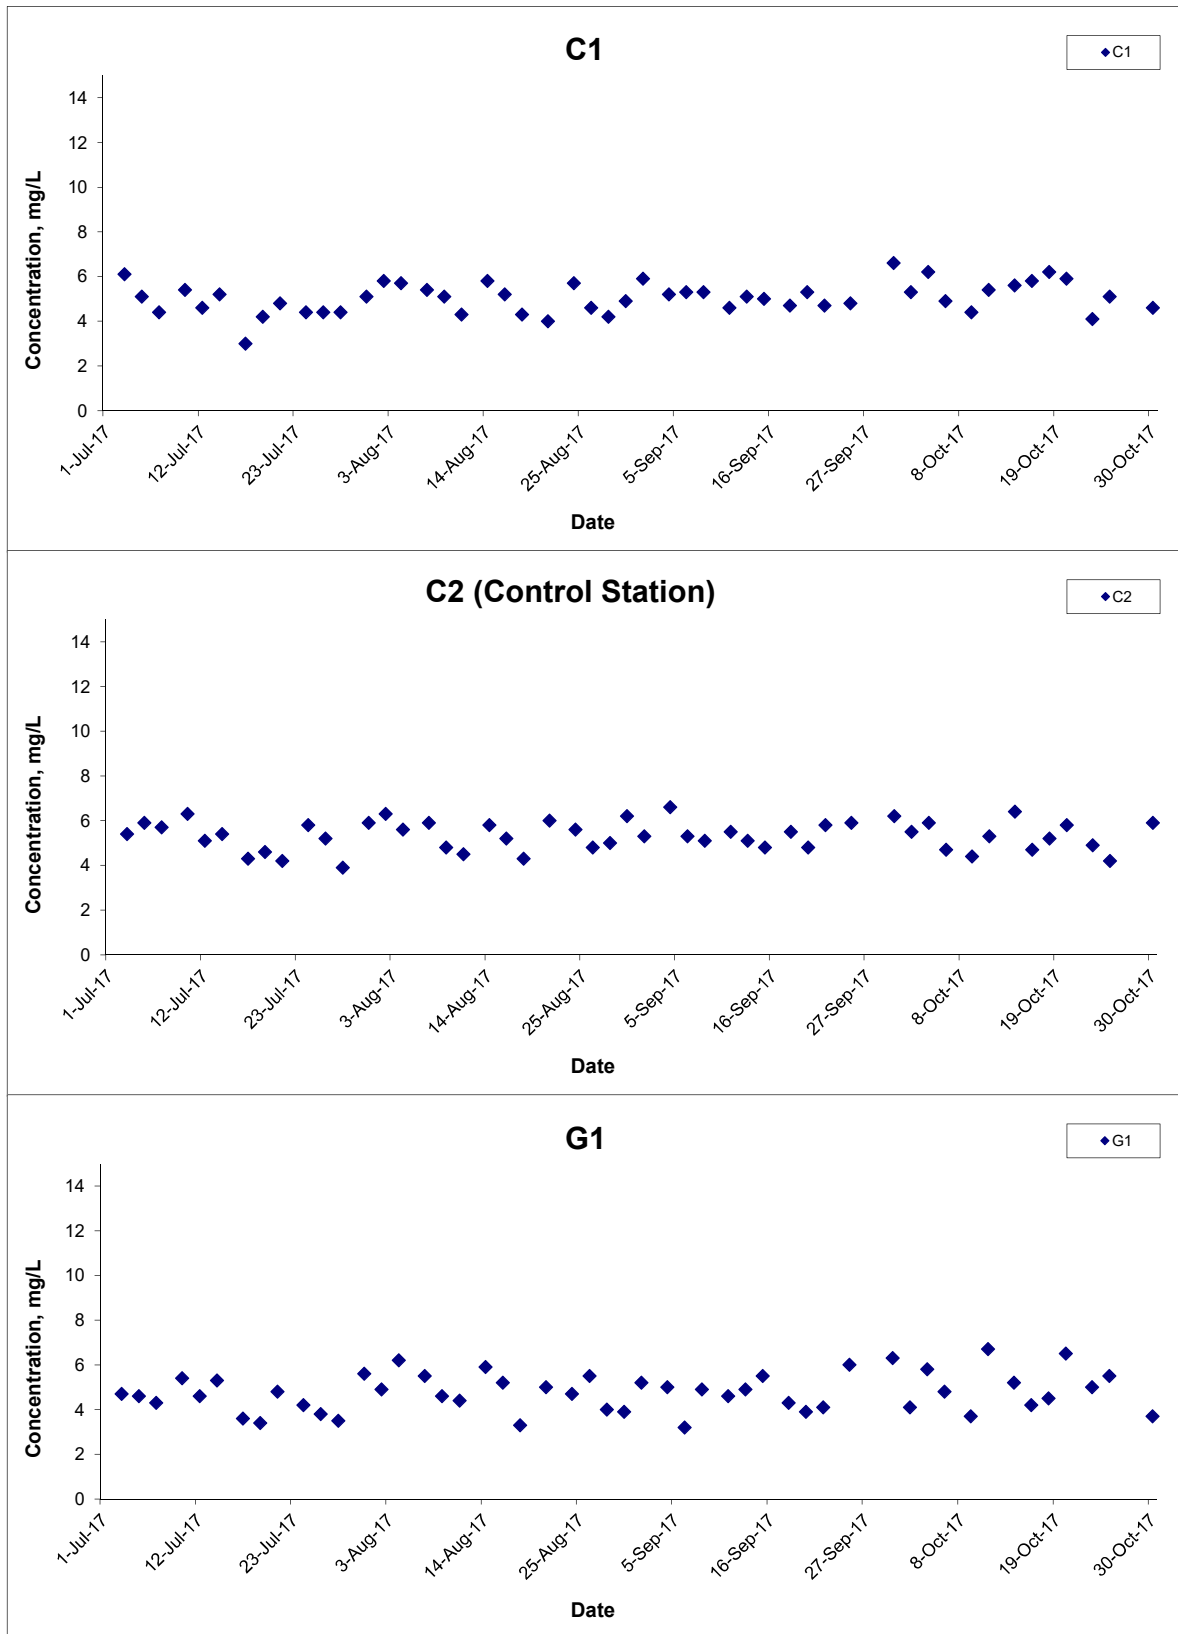 C1
C1
Concentration, mg/L
14
12
10
8
6
4
2
0
1-Jul-17
12-Jul-17
23-Jul-17
3-Aug-17
14-Aug-17
25-Aug-17
5-Sep-17
16-Sep-17
27-Sep-17
8-Oct-17
19-Oct-17
30-Oct-17
Date
C2 (Control Station)
C2
Concentration, mg/L
14
12
10
8
6
4
2
0
1-Jul-17
12-Jul-17
23-Jul-17
3-Aug-17
14-Aug-17
25-Aug-17
5-Sep-17
16-Sep-17
27-Sep-17
8-Oct-17
19-Oct-17
30-Oct-17
Date
G1
G1
Concentration, mg/L
14
12
10
8
6
4
2
0
1-Jul-17
12-Jul-17
23-Jul-17
3-Aug-17
14-Aug-17
25-Aug-17
5-Sep-17
16-Sep-17
27-Sep-17
8-Oct-17
19-Oct-17
30-Oct-17
Date